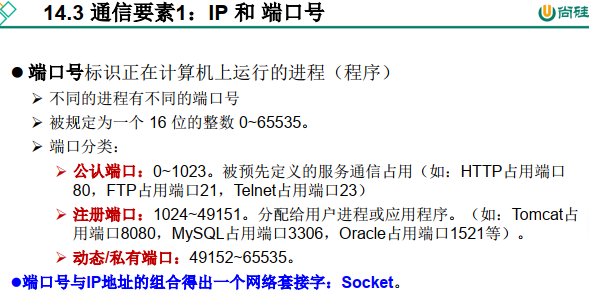 14.3 通信要素1：IP 和 端口号
尚硅
端口号标识正在计算机上运行的进程（程序）
不同的进程有不同的端口号
被规定为一个 16 位的整数 0~65535。
端口分类：
公认端口：0~1023。被预先定义的服务通信占用（如：HTTP占用端口
80，FTP占用端口21，Telnet占用端口23）
注册端口：1024~49151。分配给用户进程或应用程序。（如：Tomcat占
用端口8080，MySQL占用端口3306，Oracle占用端口1521等）。
动态/私有端口：49152~65535。
端口号与IP地址的组合得出一个网络套接字：Socket。